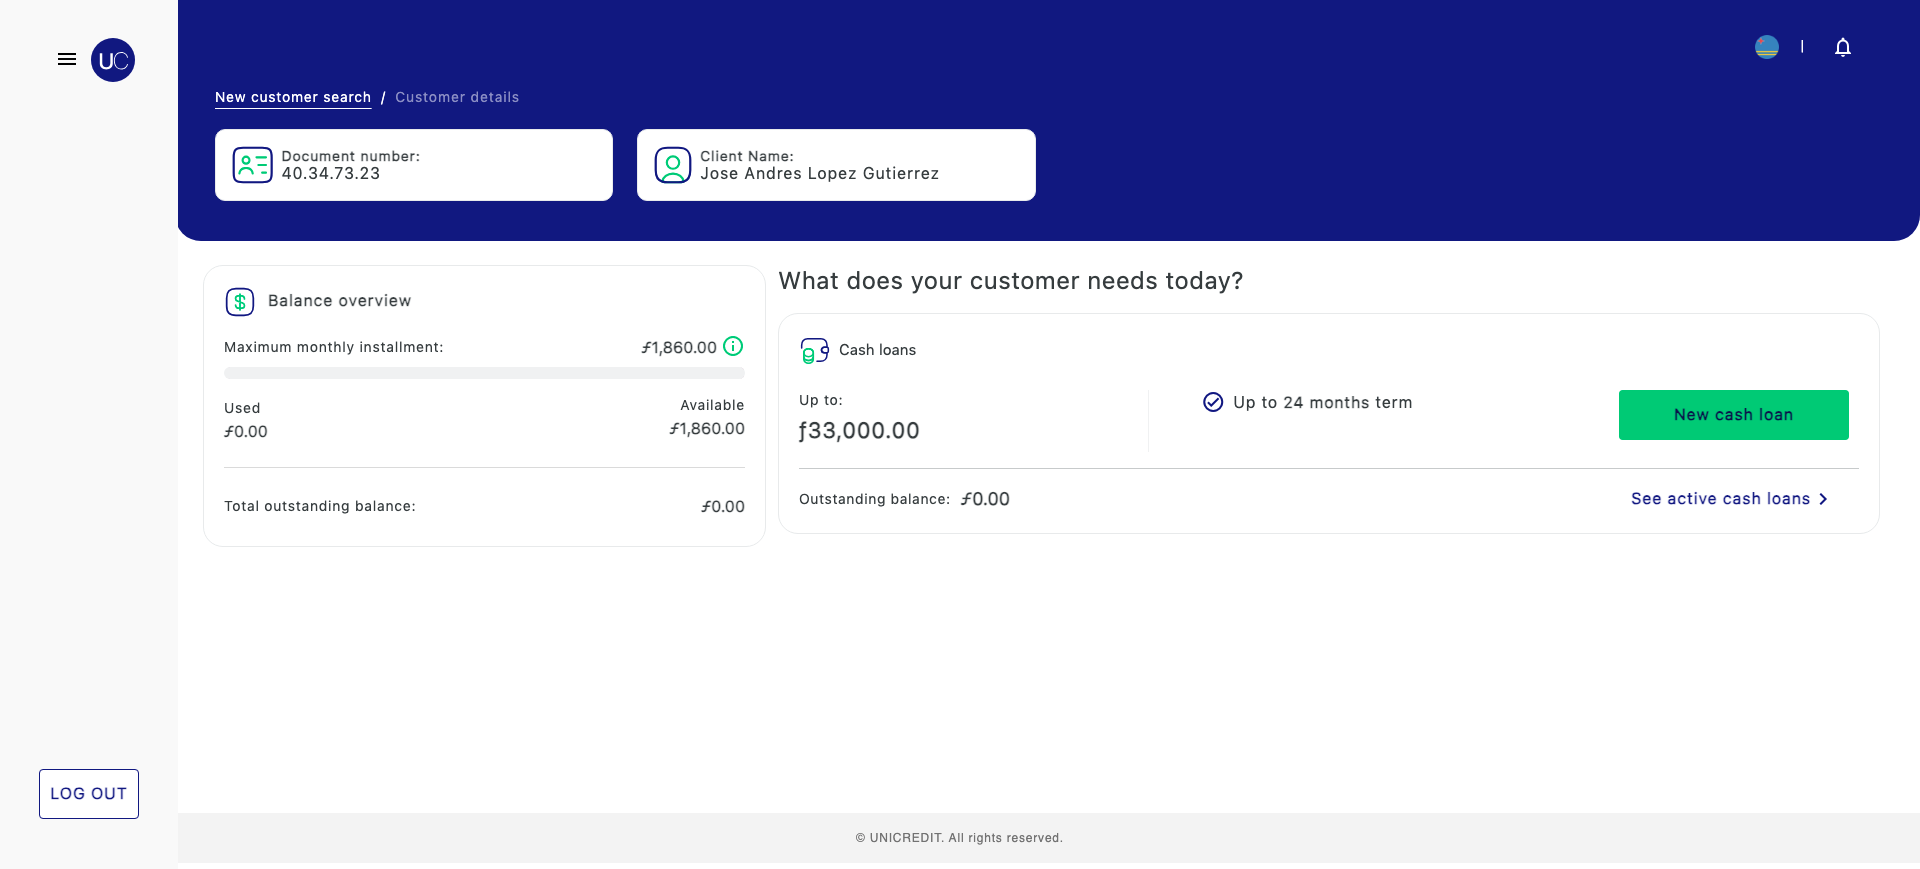 UC
New customer search / Customer details
Document number:
40.34.73.23
Client Name:
Jose Andres Lopez Gutierrez
Balance overview
Maximum monthly installment: ƒ1,860.00
Used
ƒ0.00
Available
ƒ1,860.00
Total outstanding balance: ƒ0.00
What does your customer needs today?
Cash loans
Up to:
ƒ33,000.00
Up to 24 months term
New cash loan
Outstanding balance: ƒ0.00
See active cash loans
LOG OUT
© UNICREDIT. All rights reserved.